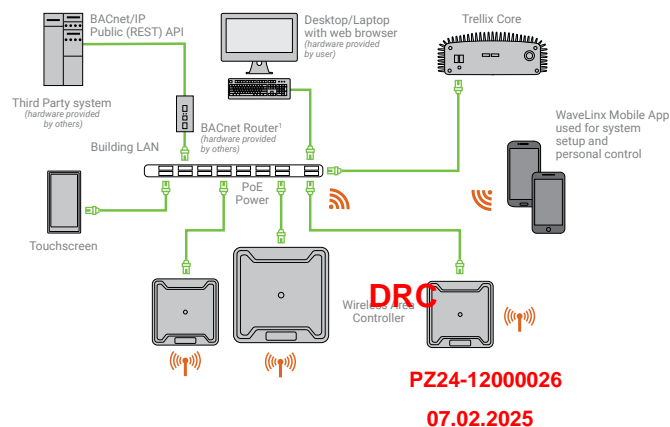 BACnet/IP
Public (REST) API
Desktop/Laptop
with web browser
(hardware provided
by user)
Trellix Core
Third Party system
(hardware provided
by others)
BACnet Router¹
(hardware provided
by others)
Building LAN
WaveLinx Mobile App
used for system
setup and
personal control
PoE
Power
Touchscreen
Wireless Area
Controller
DRC
PZ24-12000026
07.02.2025